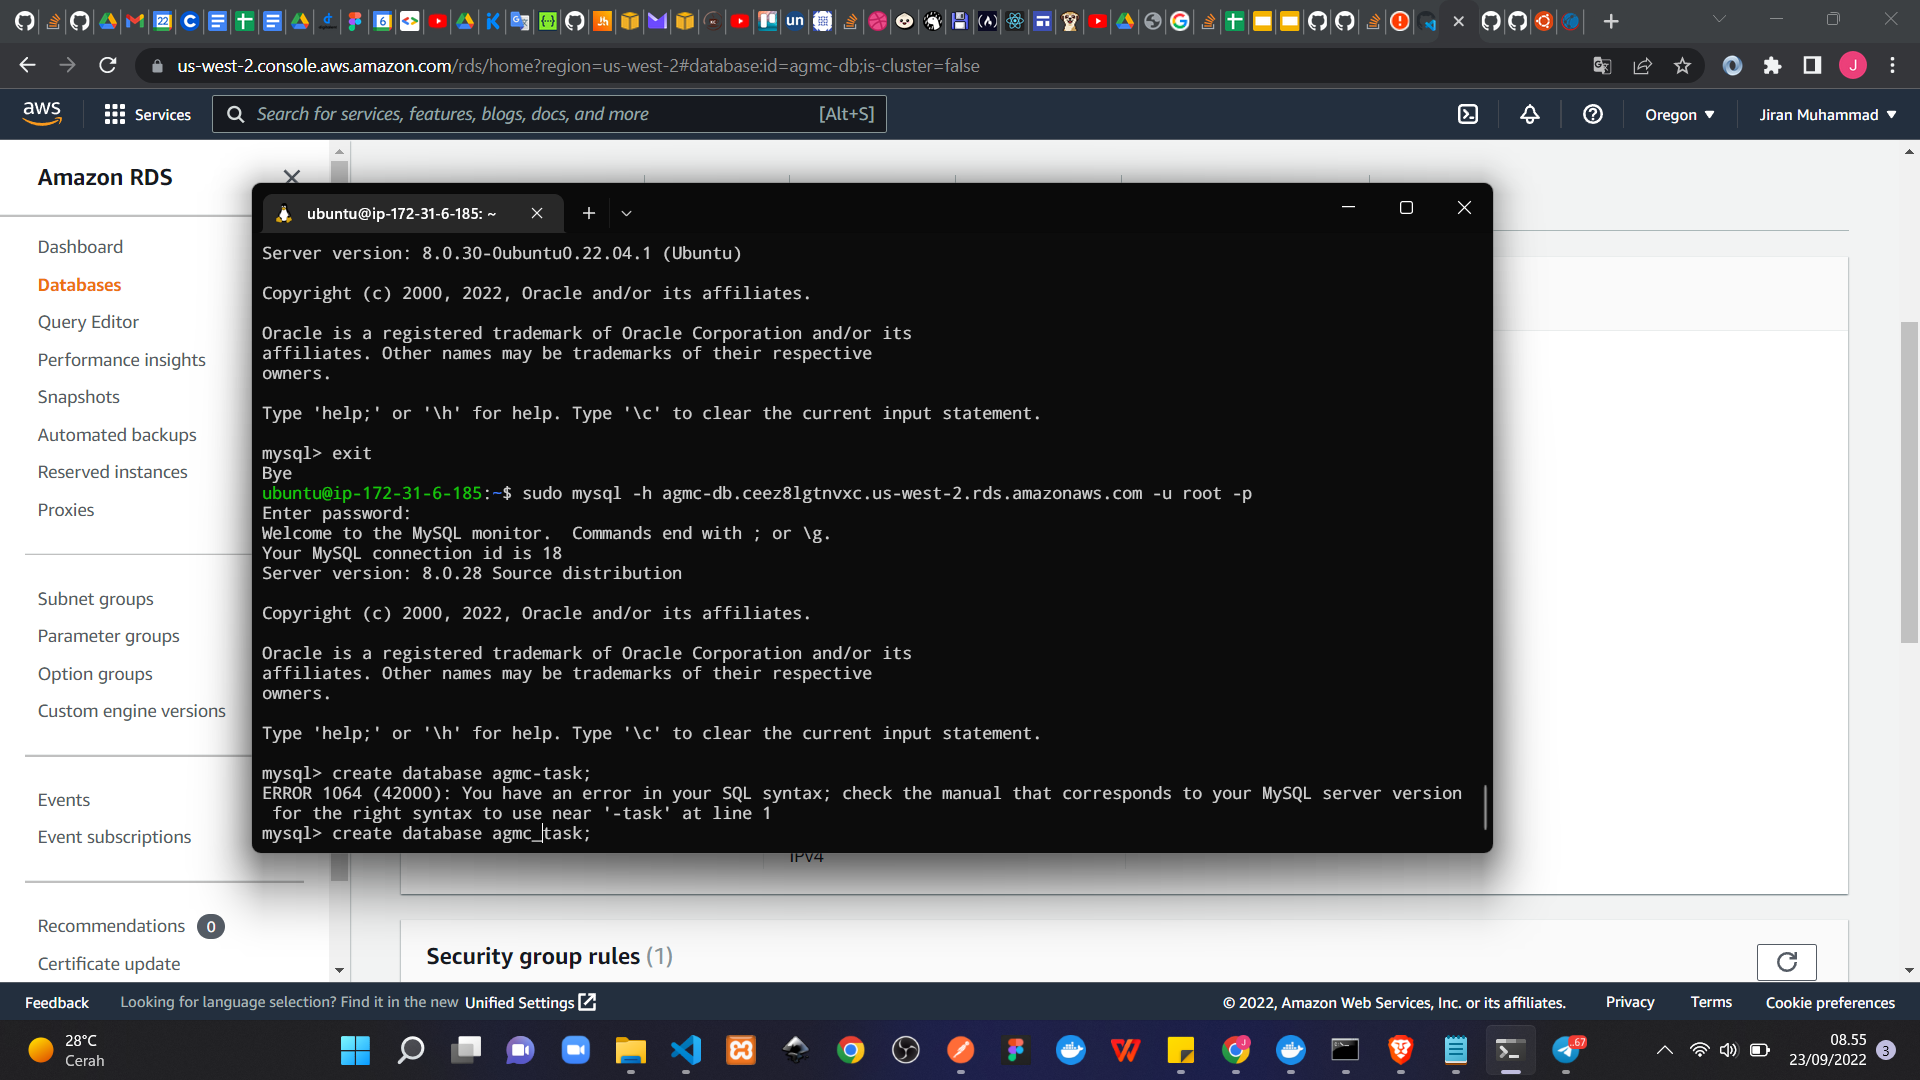 us-west-2.console.aws.amazon.com/rds/home?region=us-west-2#database:id=agmc-db;is-cluster=false
J
aws
Services
Search for services, features, blogs, docs, and more
[Alt+S]
Oregon
Jiran Muhammad
Amazon RDS
Dashboard
Databases
Query Editor
Performance insights
Snapshots
Automated backups
Reserved instances
Proxies
Subnet groups
Parameter groups
Option groups
Custom engine versions
Events
Event subscriptions
Recommendations 0
Certificate update
ubuntu@ip-172-31-6-185: ~
Server version: 8.0.30-0ubuntu0.22.04.1 (Ubuntu)
Copyright (c) 2000, 2022, Oracle and/or its affiliates.
Oracle is a registered trademark of Oracle Corporation and/or its
affiliates. Other names may be trademarks of their respective
owners.
Type 'help;' or '\h' for help. Type '\c' to clear the current input statement.
mysql> exit
Bye
ubuntu@ip-172-31-6-185:~$ sudo mysql -h agmc-db.ceez8lgtnvxc.us-west-2.rds.amazonaws.com -u root -p
Enter password:
Welcome to the MySQL monitor.  Commands end with ; or \g.
Your MySQL connection id is 18
Server version: 8.0.28 Source distribution
Copyright (c) 2000, 2022, Oracle and/or its affiliates.
Oracle is a registered trademark of Oracle Corporation and/or its
affiliates. Other names may be trademarks of their respective
owners.
Type 'help;' or '\h' for help. Type '\c' to clear the current input statement.
mysql> create database agmc-task;
ERROR 1064 (42000): You have an error in your SQL syntax; check the manual that corresponds to your MySQL server version
for the right syntax to use near '-task' at line 1
mysql> create database agmc_task;
IPv4
Security group rules (1)
Feedback
Looking for language selection? Find it in the new Unified Settings
© 2022, Amazon Web Services, Inc. or its affiliates.
Privacy
Terms
Cookie preferences
28°C
Cerah
67
08.55
23/09/2022
3